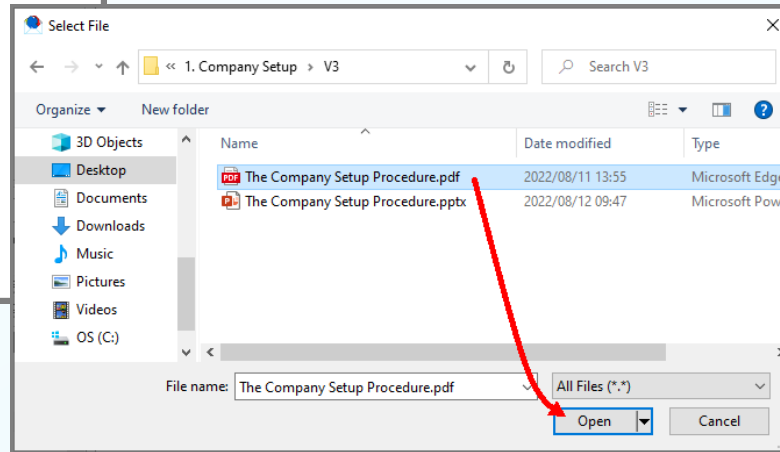 Select File
« 1. Company Setup › V3
Search V3
Organize
New folder
3D Objects
Desktop
Documents
Downloads
Music
Pictures
Videos
OS (C:)
Name
Date modified
Type
PDF The Company Setup Procedure.pdf 2022/08/11 13:55 Microsoft Edge
P The Company Setup Procedure.pptx 2022/08/12 09:47 Microsoft Pow
File name: The Company Setup Procedure.pdf
All Files (*.*)
Open
Cancel